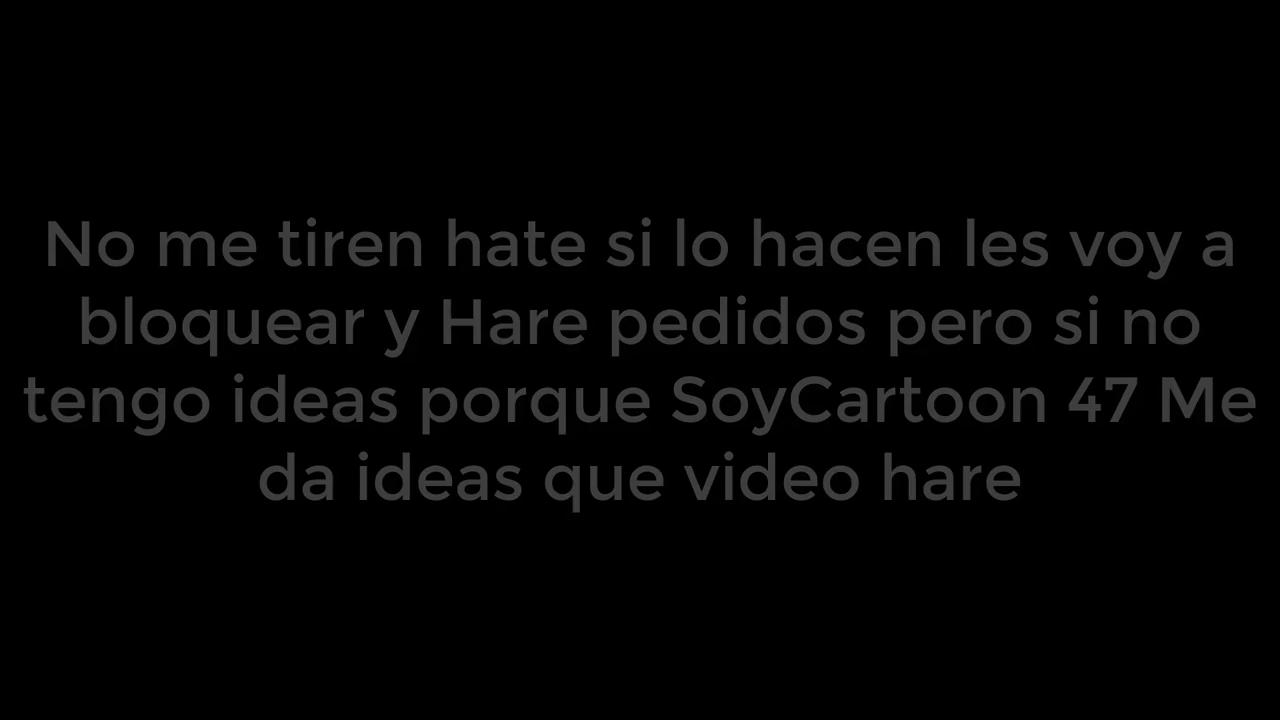 No me tiren hate si lo hacen les voy a
bloquear y Hare pedidos pero si no
tengo ideas porque SoyCartoon 47 Me
da ideas que video hare